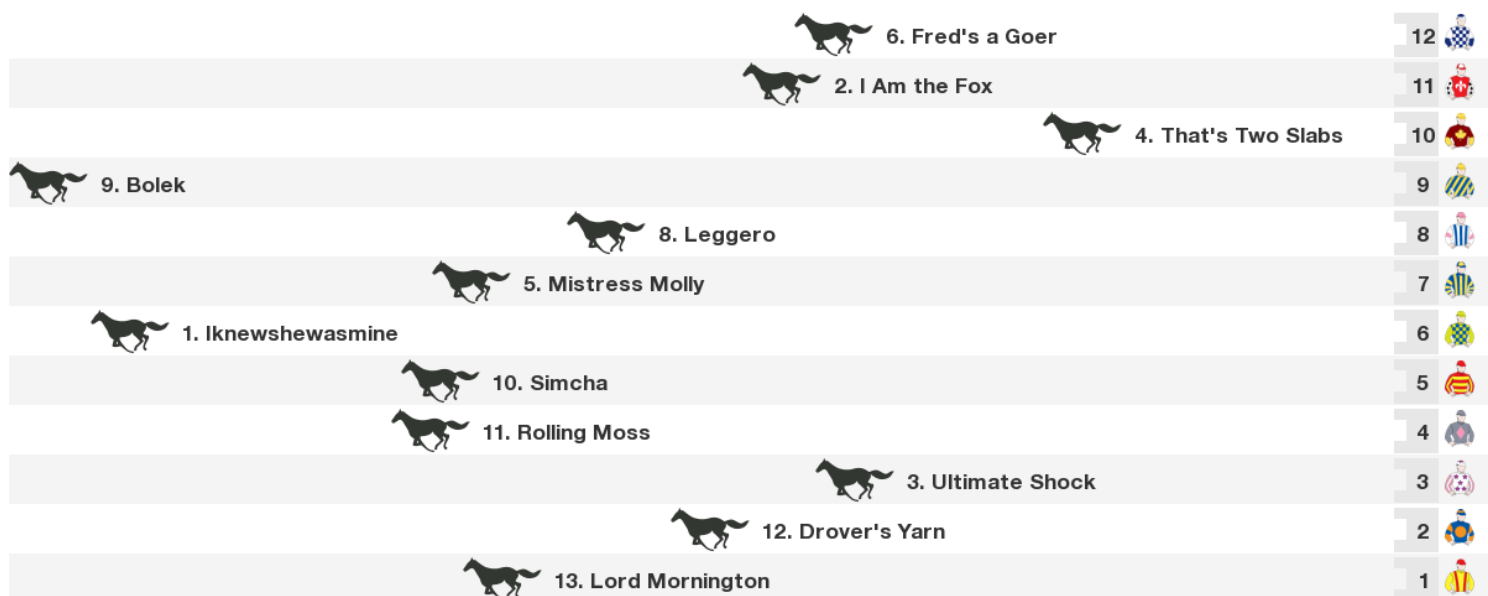 6. Fred's a Goer 12
2. I Am the Fox 11
4. That's Two Slabs 10
9. Bolek 9
8. Leggero 8
5. Mistress Molly 7
1. Iknewshewasmine 6
10. Simcha 5
11. Rolling Moss 4
3. Ultimate Shock 3
12. Drover's Yarn 2
13. Lord Mornington 1